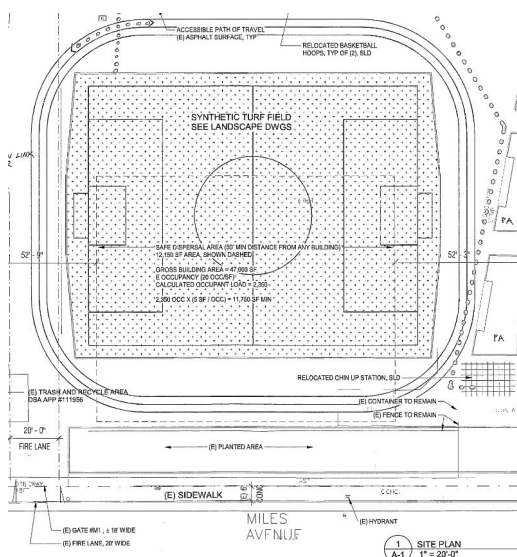 ACCESSIBLE PATH OF TRAVEL
(E) ASPHALT SURFACE, TYP
RELOCATED BASKETBALL
HOOPS, TYP OF (2), SLD
SYNTHETIC TURF FIELD
SEE LANDSCAPE DWGS
52' - 9"
SAFE DISPERSAL AREA (50' MIN DISTANCE FROM ANY BUILDING)
12,150 SF AREA, SHOWN DASHED
GROSS BUILDING AREA = 47,000 SF
E OCCUPANCY (20 OCC/SF)
CALCULATED OCCUPANT LOAD = 2,350
2,350 OCC X (5 SF / OCC) = 11,750 SF MIN
PA
PA
RELOCATED CHIN UP STATION, SLD
(E) TRASH AND RECYCLE AREA
DSA APP #111956
(E) CONTAINER TO REMAIN
(E) FENCE TO REMAIN
20' - 0"
FIRE LANE
(E) PLANTED AREA
(E) SIDEWALK
CONC
CONC.
MILES
AVENUE
(E) HYDRANT
(E) GATE #M1, ± 18' WIDE
(E) FIRE LANE, 20' WIDE
1
A-1
SITE PLAN
1" = 20'-0"